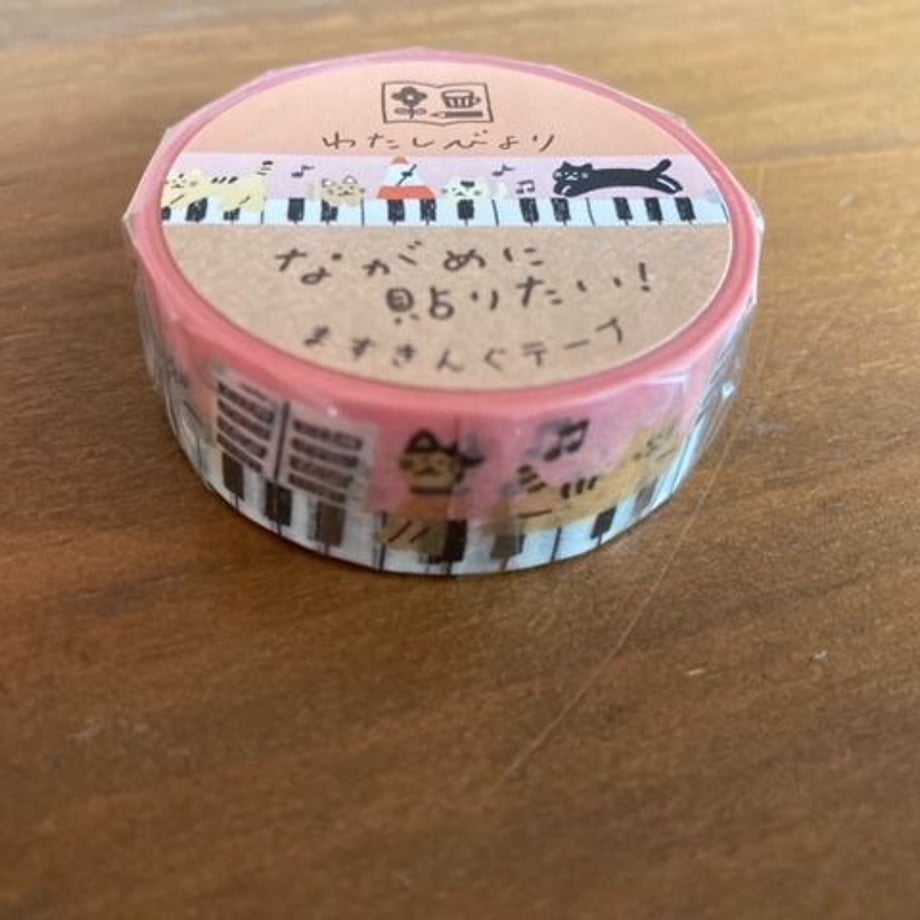 わたしびより
ながめに
貼りたい!
ますきんぐテープ